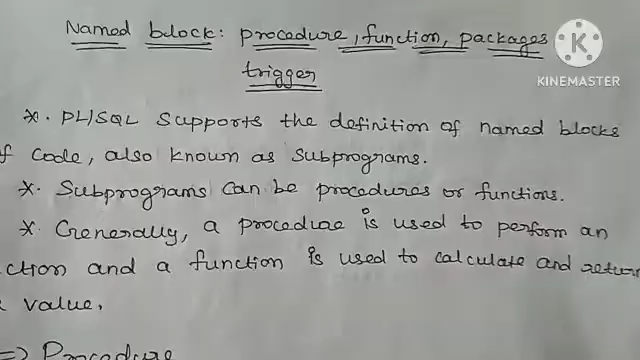 Named block: procedure, function, packages
trigger
K
KINEMASTER
*. PL/SQL supports the definition of named blocks
of code, also known as subprograms.
*. Subprograms can be procedures or functions.
*. Generally, a procedure is used to perform an
ction and a function is used to calculate and return
a value.
=> Procedure